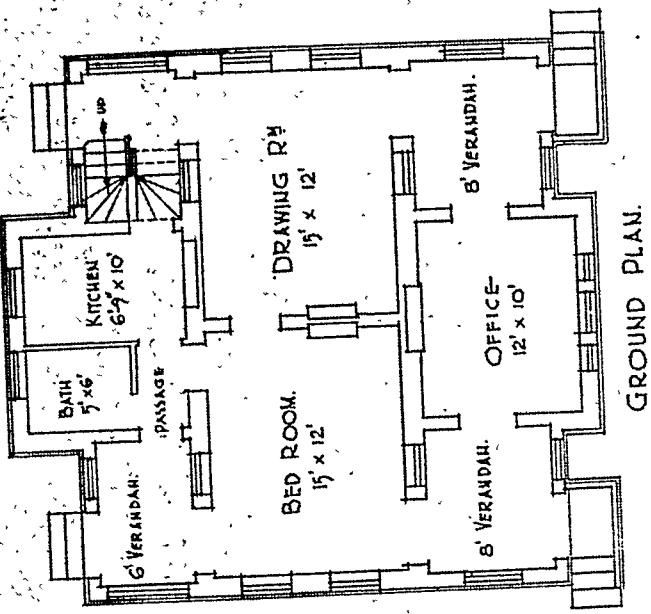 UP
KITCHEN
6'-9" x 10'
BATH
5' x 6'
PASSAGE
6' VERANDAH.
DRAWING RM
15' x 12'
BED ROOM.
15' x 12'
8' VERANDAH.
OFFICE
12' x 10'
8' VERANDAH.
GROUND PLAN.